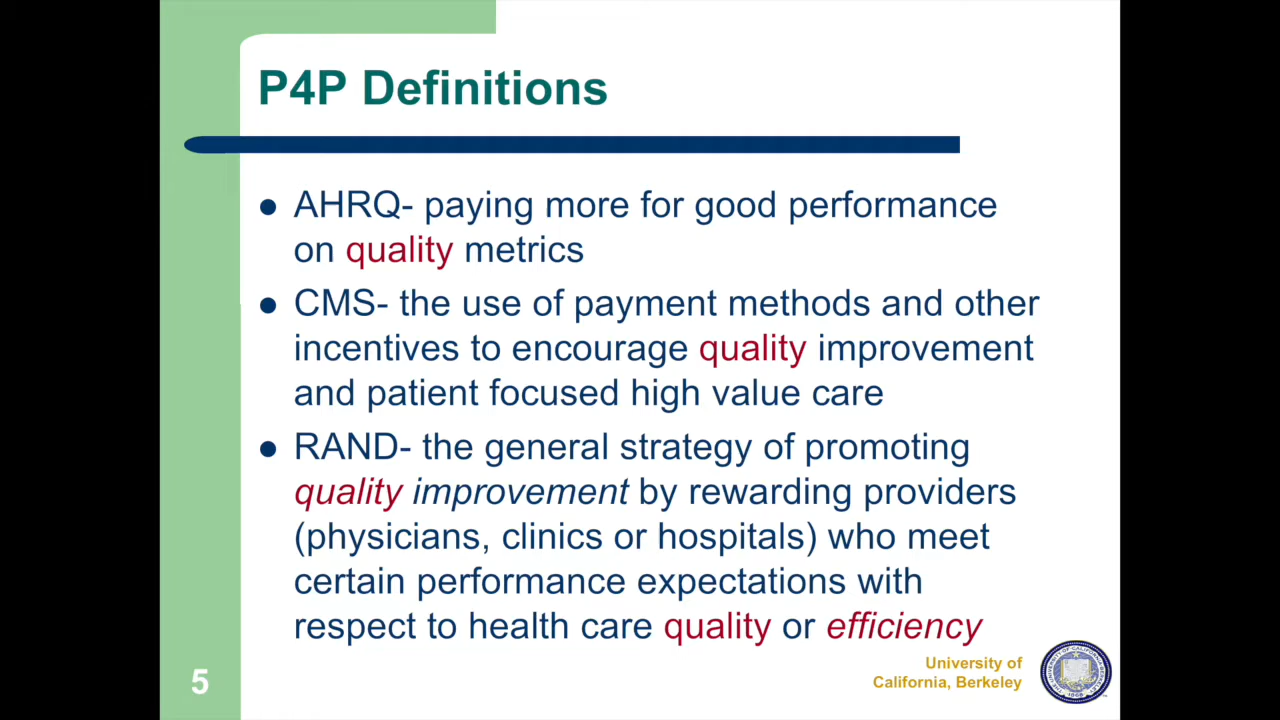 P4P Definitions
● AHRQ- paying more for good performance
on quality metrics
● CMS- the use of payment methods and other
incentives to encourage quality improvement
and patient focused high value care
● RAND- the general strategy of promoting
quality improvement by rewarding providers
(physicians, clinics or hospitals) who meet
certain performance expectations with
respect to health care quality or efficiency
University of
California, Berkeley
5